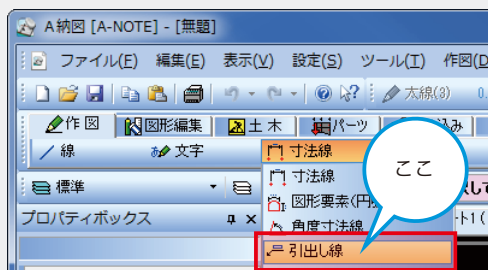 A納図 [A-NOTE] - [無題]
ファイル(F) 編集(E) 表示(V) 設定(S) ツール(T) 作図(D
太線(3) 0.
作図 図形編集 土木 パーツ 込み
線 文字 寸法線
寸法線
標準
図形要素(円
プロパティボックス
角度寸法線 ト1(
引出し線
ここ